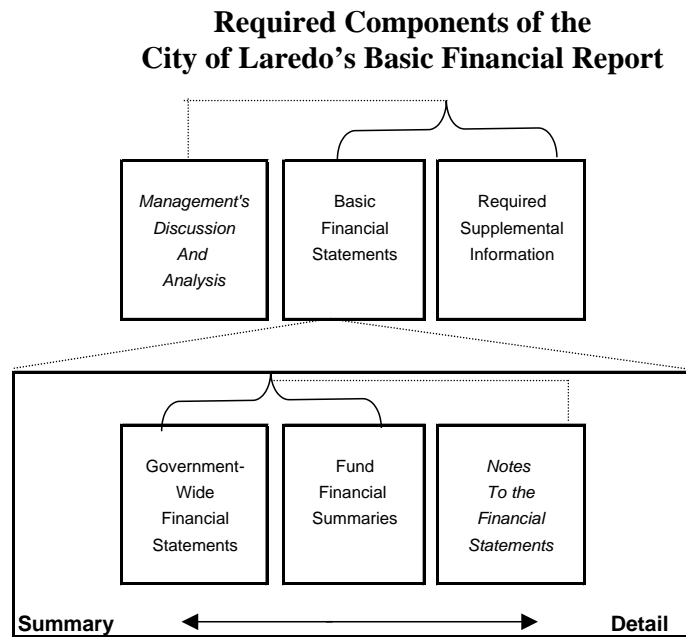 Required Components of the
City of Laredo's Basic Financial Report
Management's
Discussion
And
Analysis
Basic
Financial
Statements
Required
Supplemental
Information
Government-
Wide
Financial
Statements
Fund
Financial
Summaries
Notes
To the
Financial
Statements
Summary
Detail